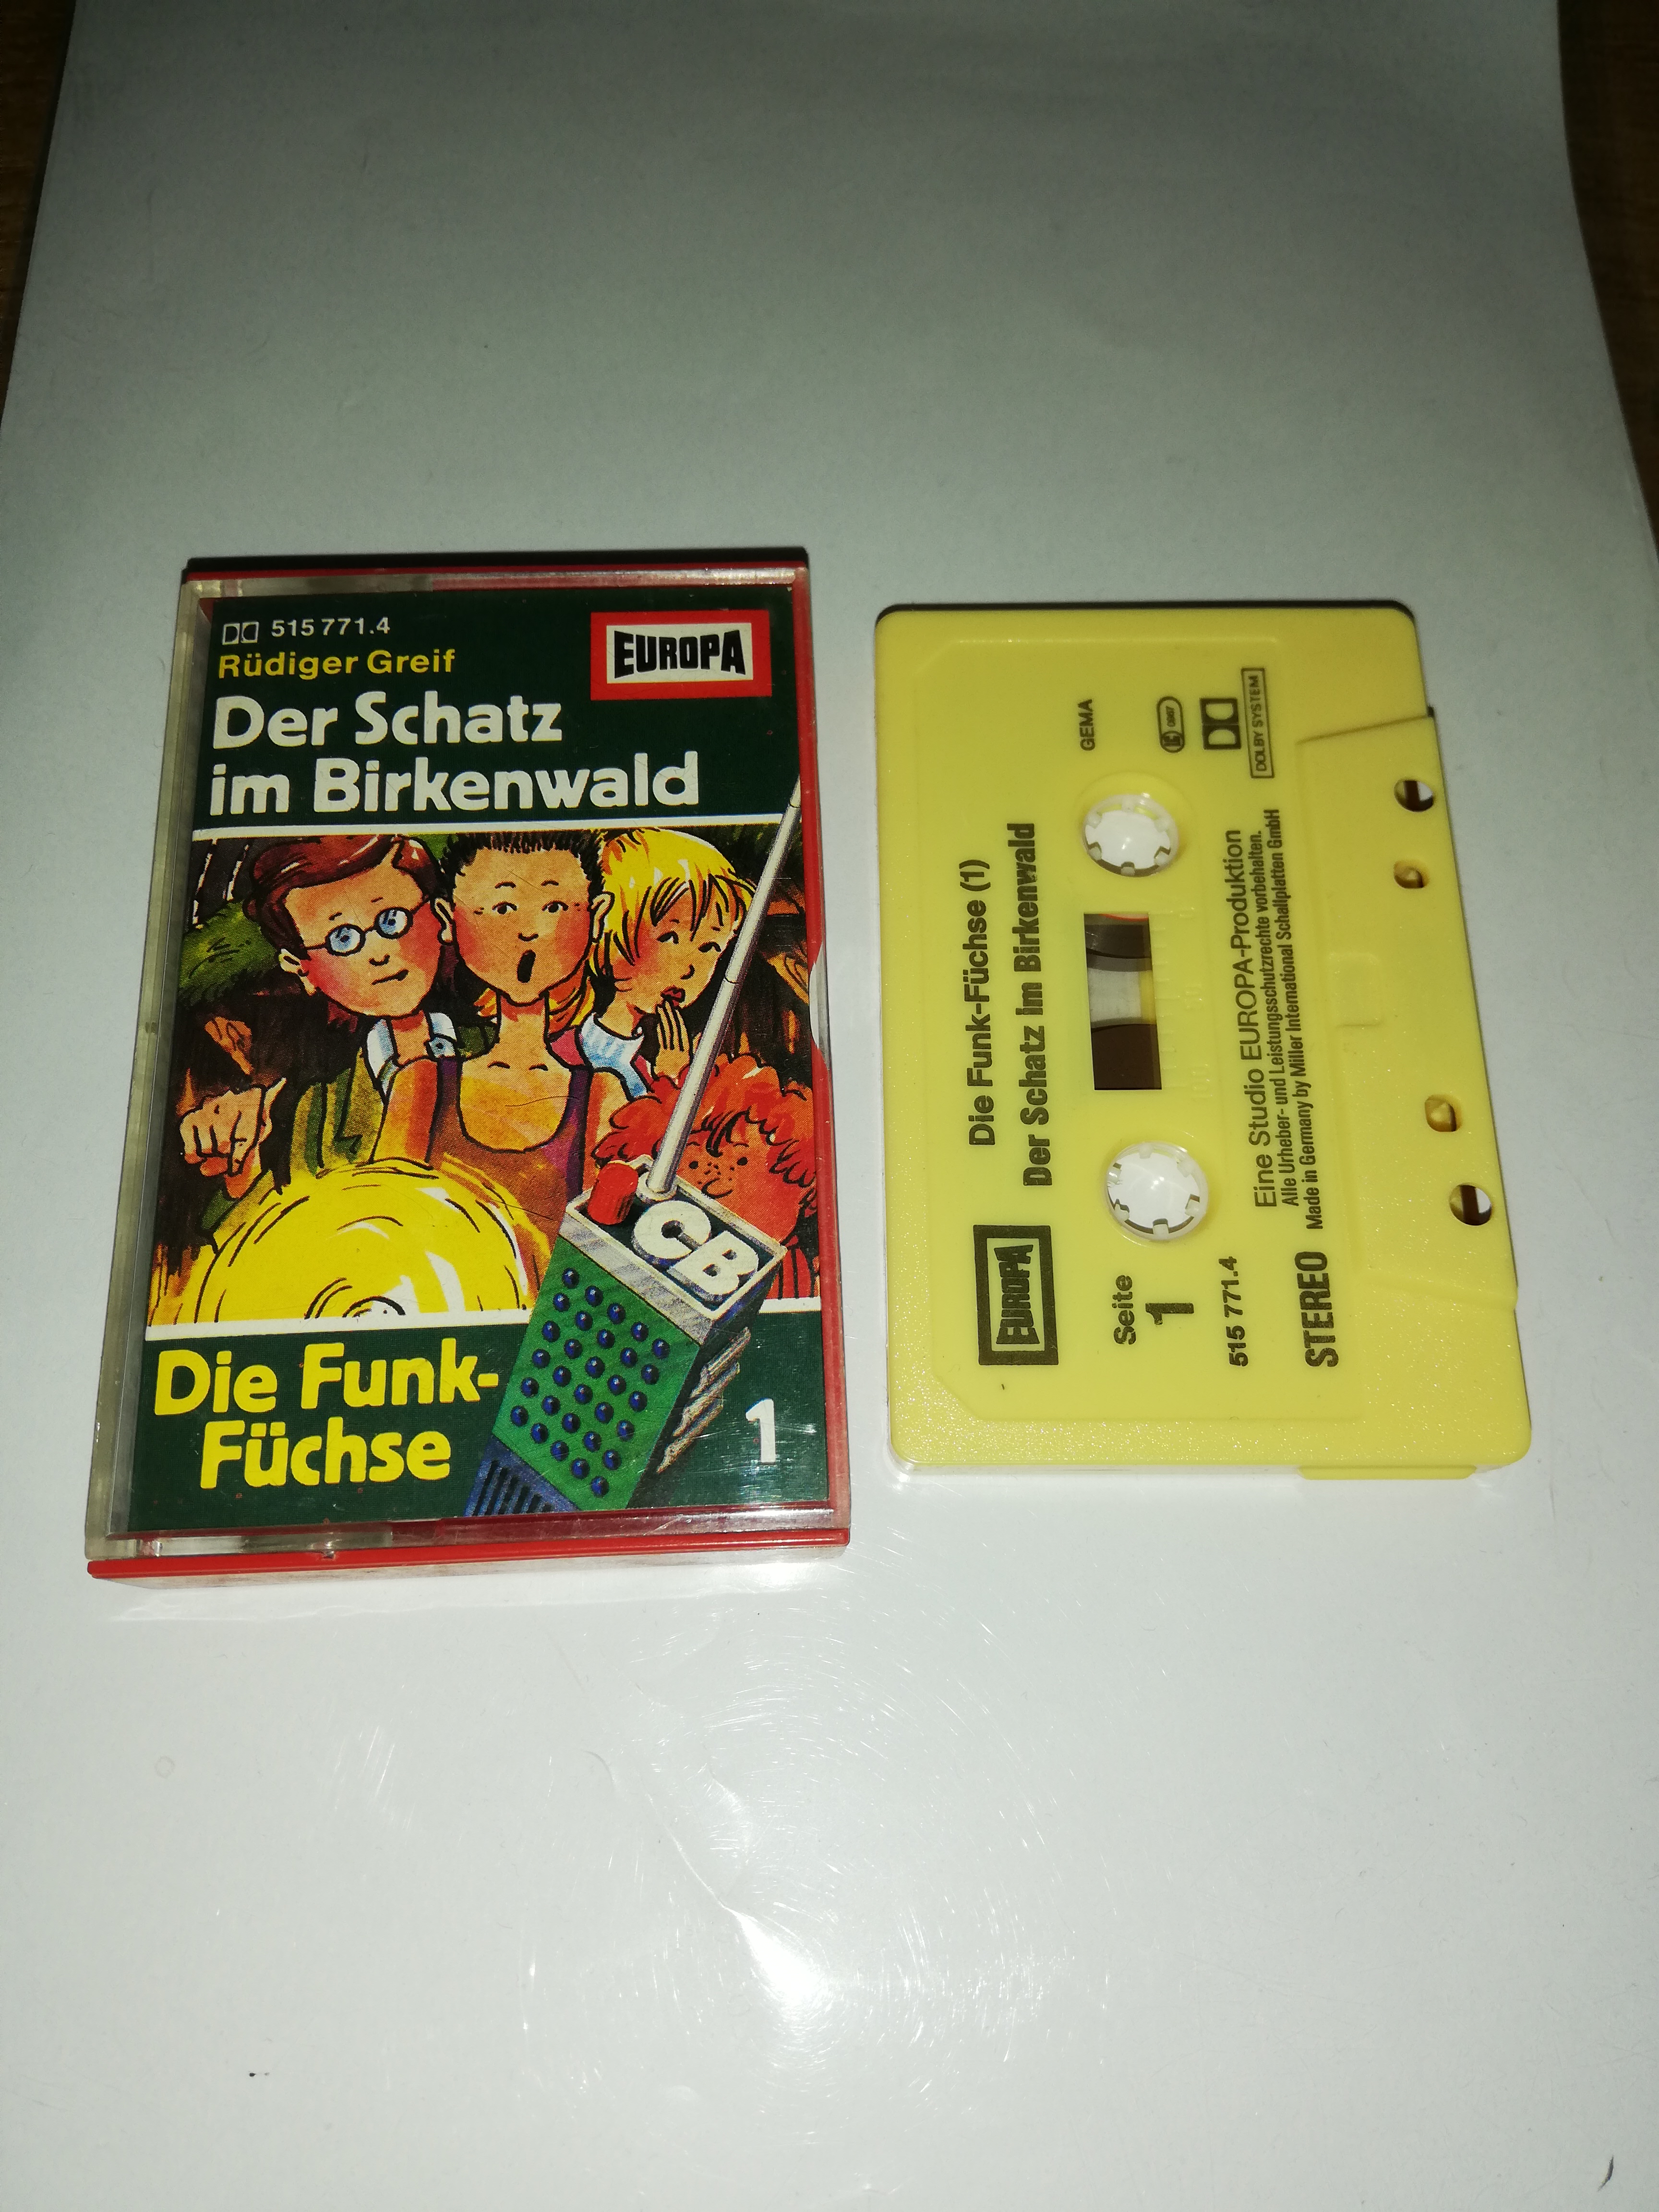 515 771.4
EUROPA
Rüdiger Greif
Der Schatz
im Birkenwald
CB
Die Funk-
Füchse
1
EUROPA
Die Funk-Füchse (1)
Der Schatz im Birkenwald
Seite
1
GEMA
LC 0987
515 771.4
DOLBY SYSTEM
STEREO
Eine Studio EUROPA-Produktion
Alle Urheber- und Leistungsschutzrechte vorbehalten.
Made in Germany by Miller International Schallplatten GmbH